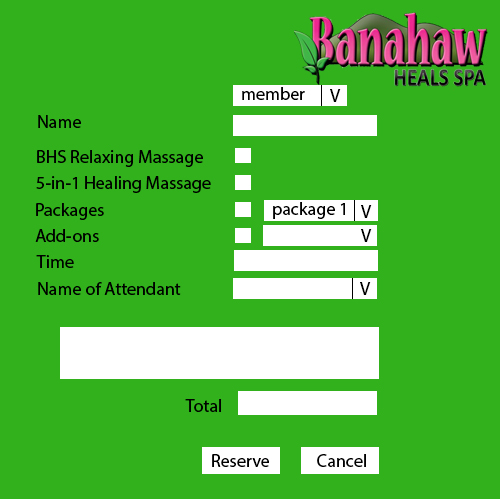 Banahaw
HEALS SPA
member V
Name
BHS Relaxing Massage
5-in-1 Healing Massage
Packages package 1 V
Add-ons V
Time
Name of Attendant V
Total
Reserve Cancel